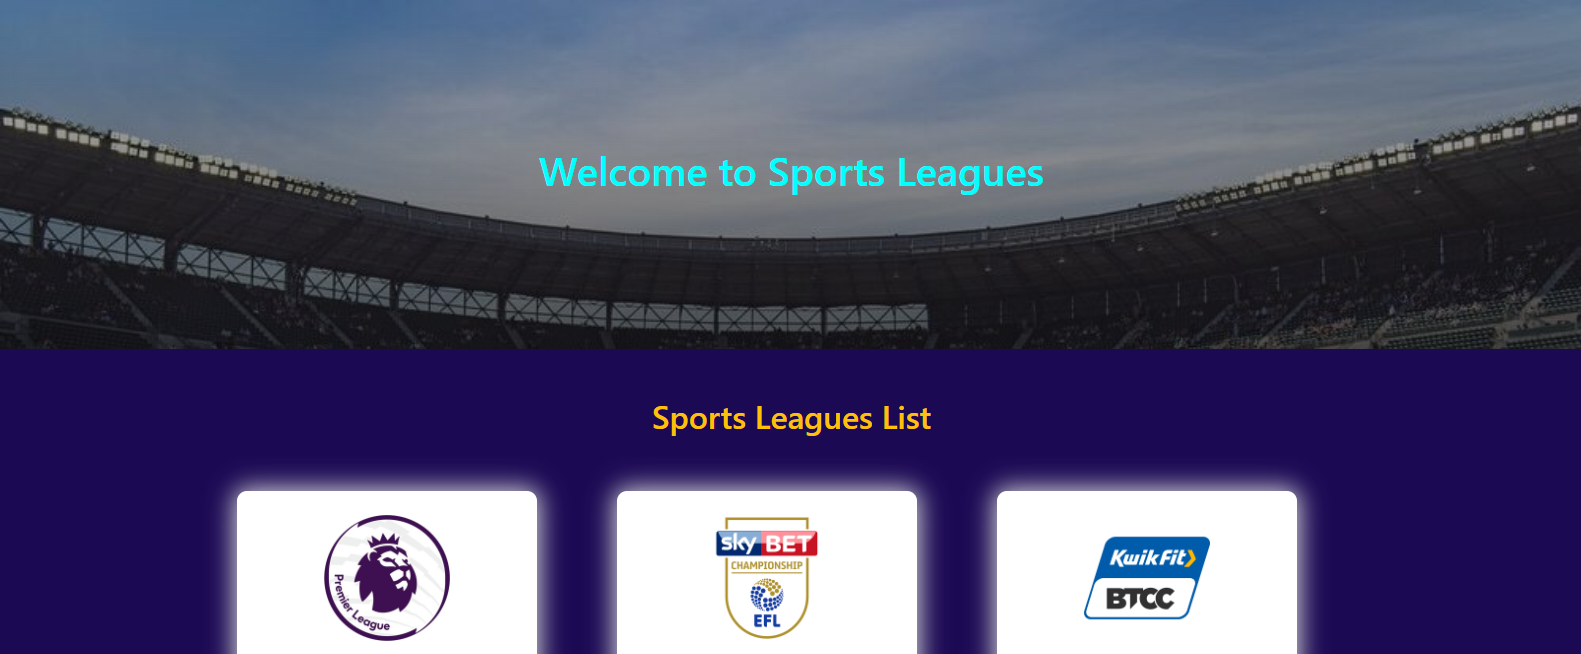 Welcome to Sports Leagues
Sports Leagues List
Premier League
sky BET
CHAMPIONSHIP
EFL
KwikFit
BTCC